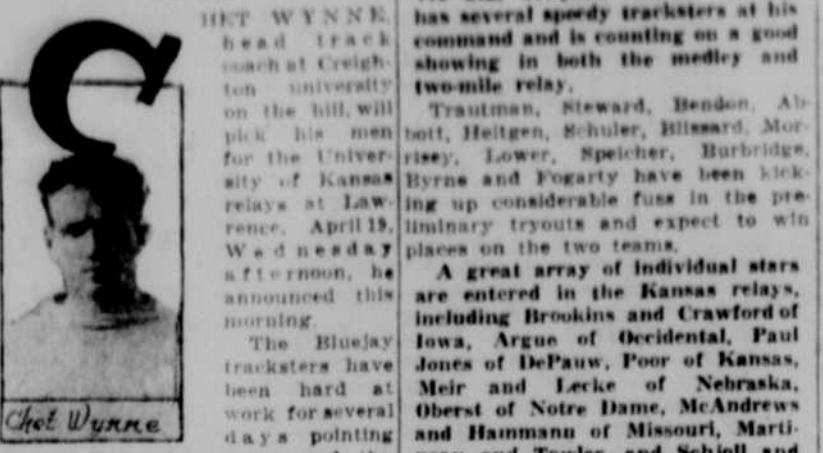 C
HET WYNNE,
head track
coach at Creigh-
ton university
on the hill, will
pick his men
for the Univer-
sity of Kansas
relays at Law-
rence, April 19,
Wednesday
afternoon, he
announced this
morning.
The Bluejay
tracksters have
been hard at
work for several
days pointing
Chet Wynne
has several speedy tracksters at his
command and is counting on a good
showing in both the medley and
two-mile relay.
Trautman, Steward, Bendon, Ab-
bott, Heitgen, Schuler, Blissard, Mor-
risey, Lower, Speicher, Burbridge,
Byrne and Fogarty have been kick-
ing up considerable fuss in the pre-
liminary tryouts and expect to win
places on the two teams.
A great array of individual stars
are entered in the Kansas relays,
including Brookins and Crawford of
Iowa, Argue of Occidental, Paul
Jones of DePauw, Poor of Kansas,
Meir and Lecke of Nebraska,
Oberst of Notre Dame, McAndrews
and Hammann of Missouri, Marti-
and Towler, and Schjoll and